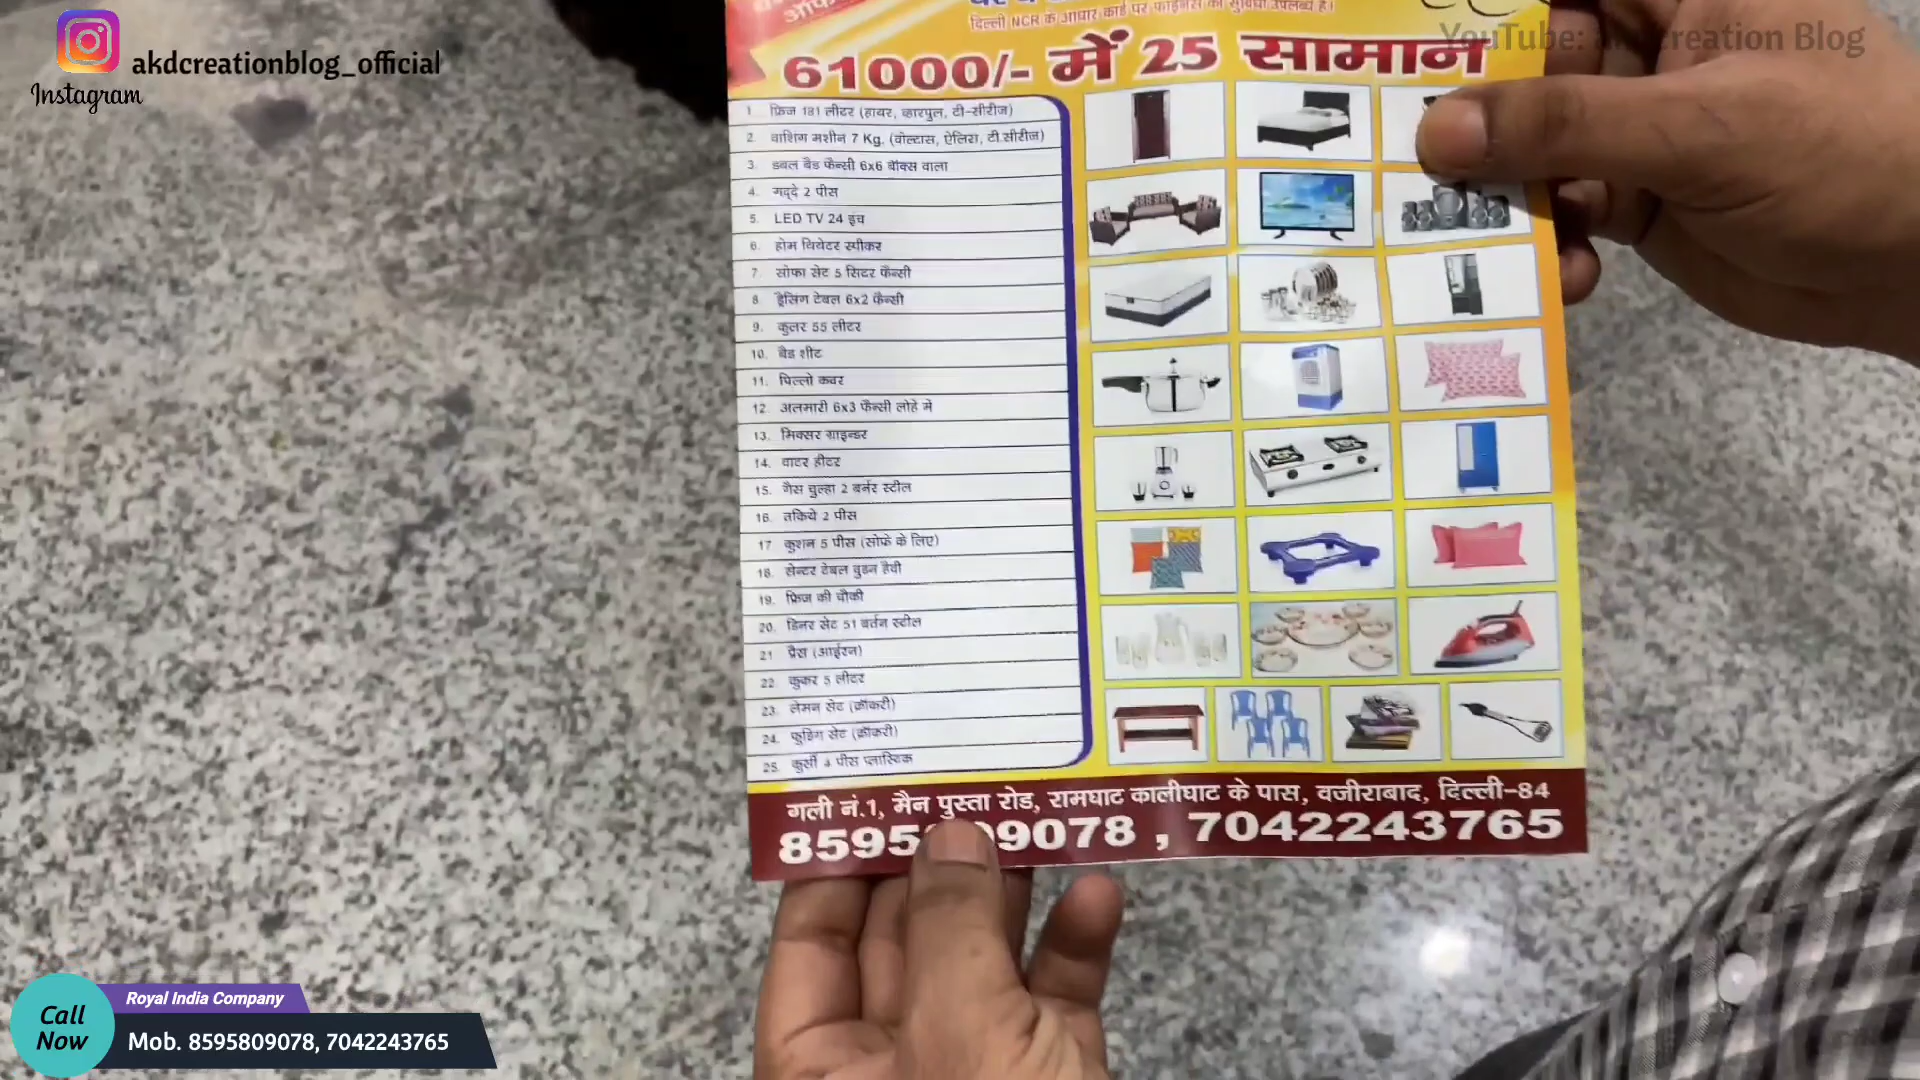 akdcreationblog_official
Instagram
YouTube: akdcreation Blog
दिल्ली NCR के आधार कार्ड पर फाइनेंस की सुविधा उपलब्ध है।
61000/- में 25 सामान
1. फ्रिज 181 लीटर (हायर, व्हारपुल, टी-सीरीज)
2. वाशिंग मशीन 7 Kg. (वोल्टास, ऐलिरा, टी.सीरीज)
3. डबल बैड फैन्सी 6x6 बॉक्स वाला
4. गद्दे 2 पीस
5. LED TV 24 इंच
6. होम थियेटर स्पीकर
7. सोफा सेट 5 सिटर फैन्सी
8. ड्रेसिंग टेबल 6x2 फैन्सी
9. कुलर 55 लीटर
10. बैड शीट
11. पिल्लो कवर
12. अलमारी 6x3 फैन्सी लोहे मे
13. मिक्सर ग्राइन्डर
14. वाटर हीटर
15. गैस चुल्हा 2 बर्नर स्टील
16. तकिये 2 पीस
17 कुशन 5 पीस (सोफे के लिए)
18. सेन्टर टेबल वुडन हैवी
19. फ्रिज की चौकी
20. डिनर सेट 51 बर्तन स्टील
21 प्रैस (आईरन)
22. कुकर 5 लीटर
23. लेमन सेट (क्रॉकरी)
24. फुडिंग सेट (क्रॉकरी)
25. कुर्सी 4 पीस प्लास्टिक
गली नं.1, मैन पुस्ता रोड, रामघाट कालीघाट के पास, वजीराबाद, दिल्ली-84
8595 09078 , 7042243765
Call Now
Royal India Company
Mob. 8595809078, 7042243765